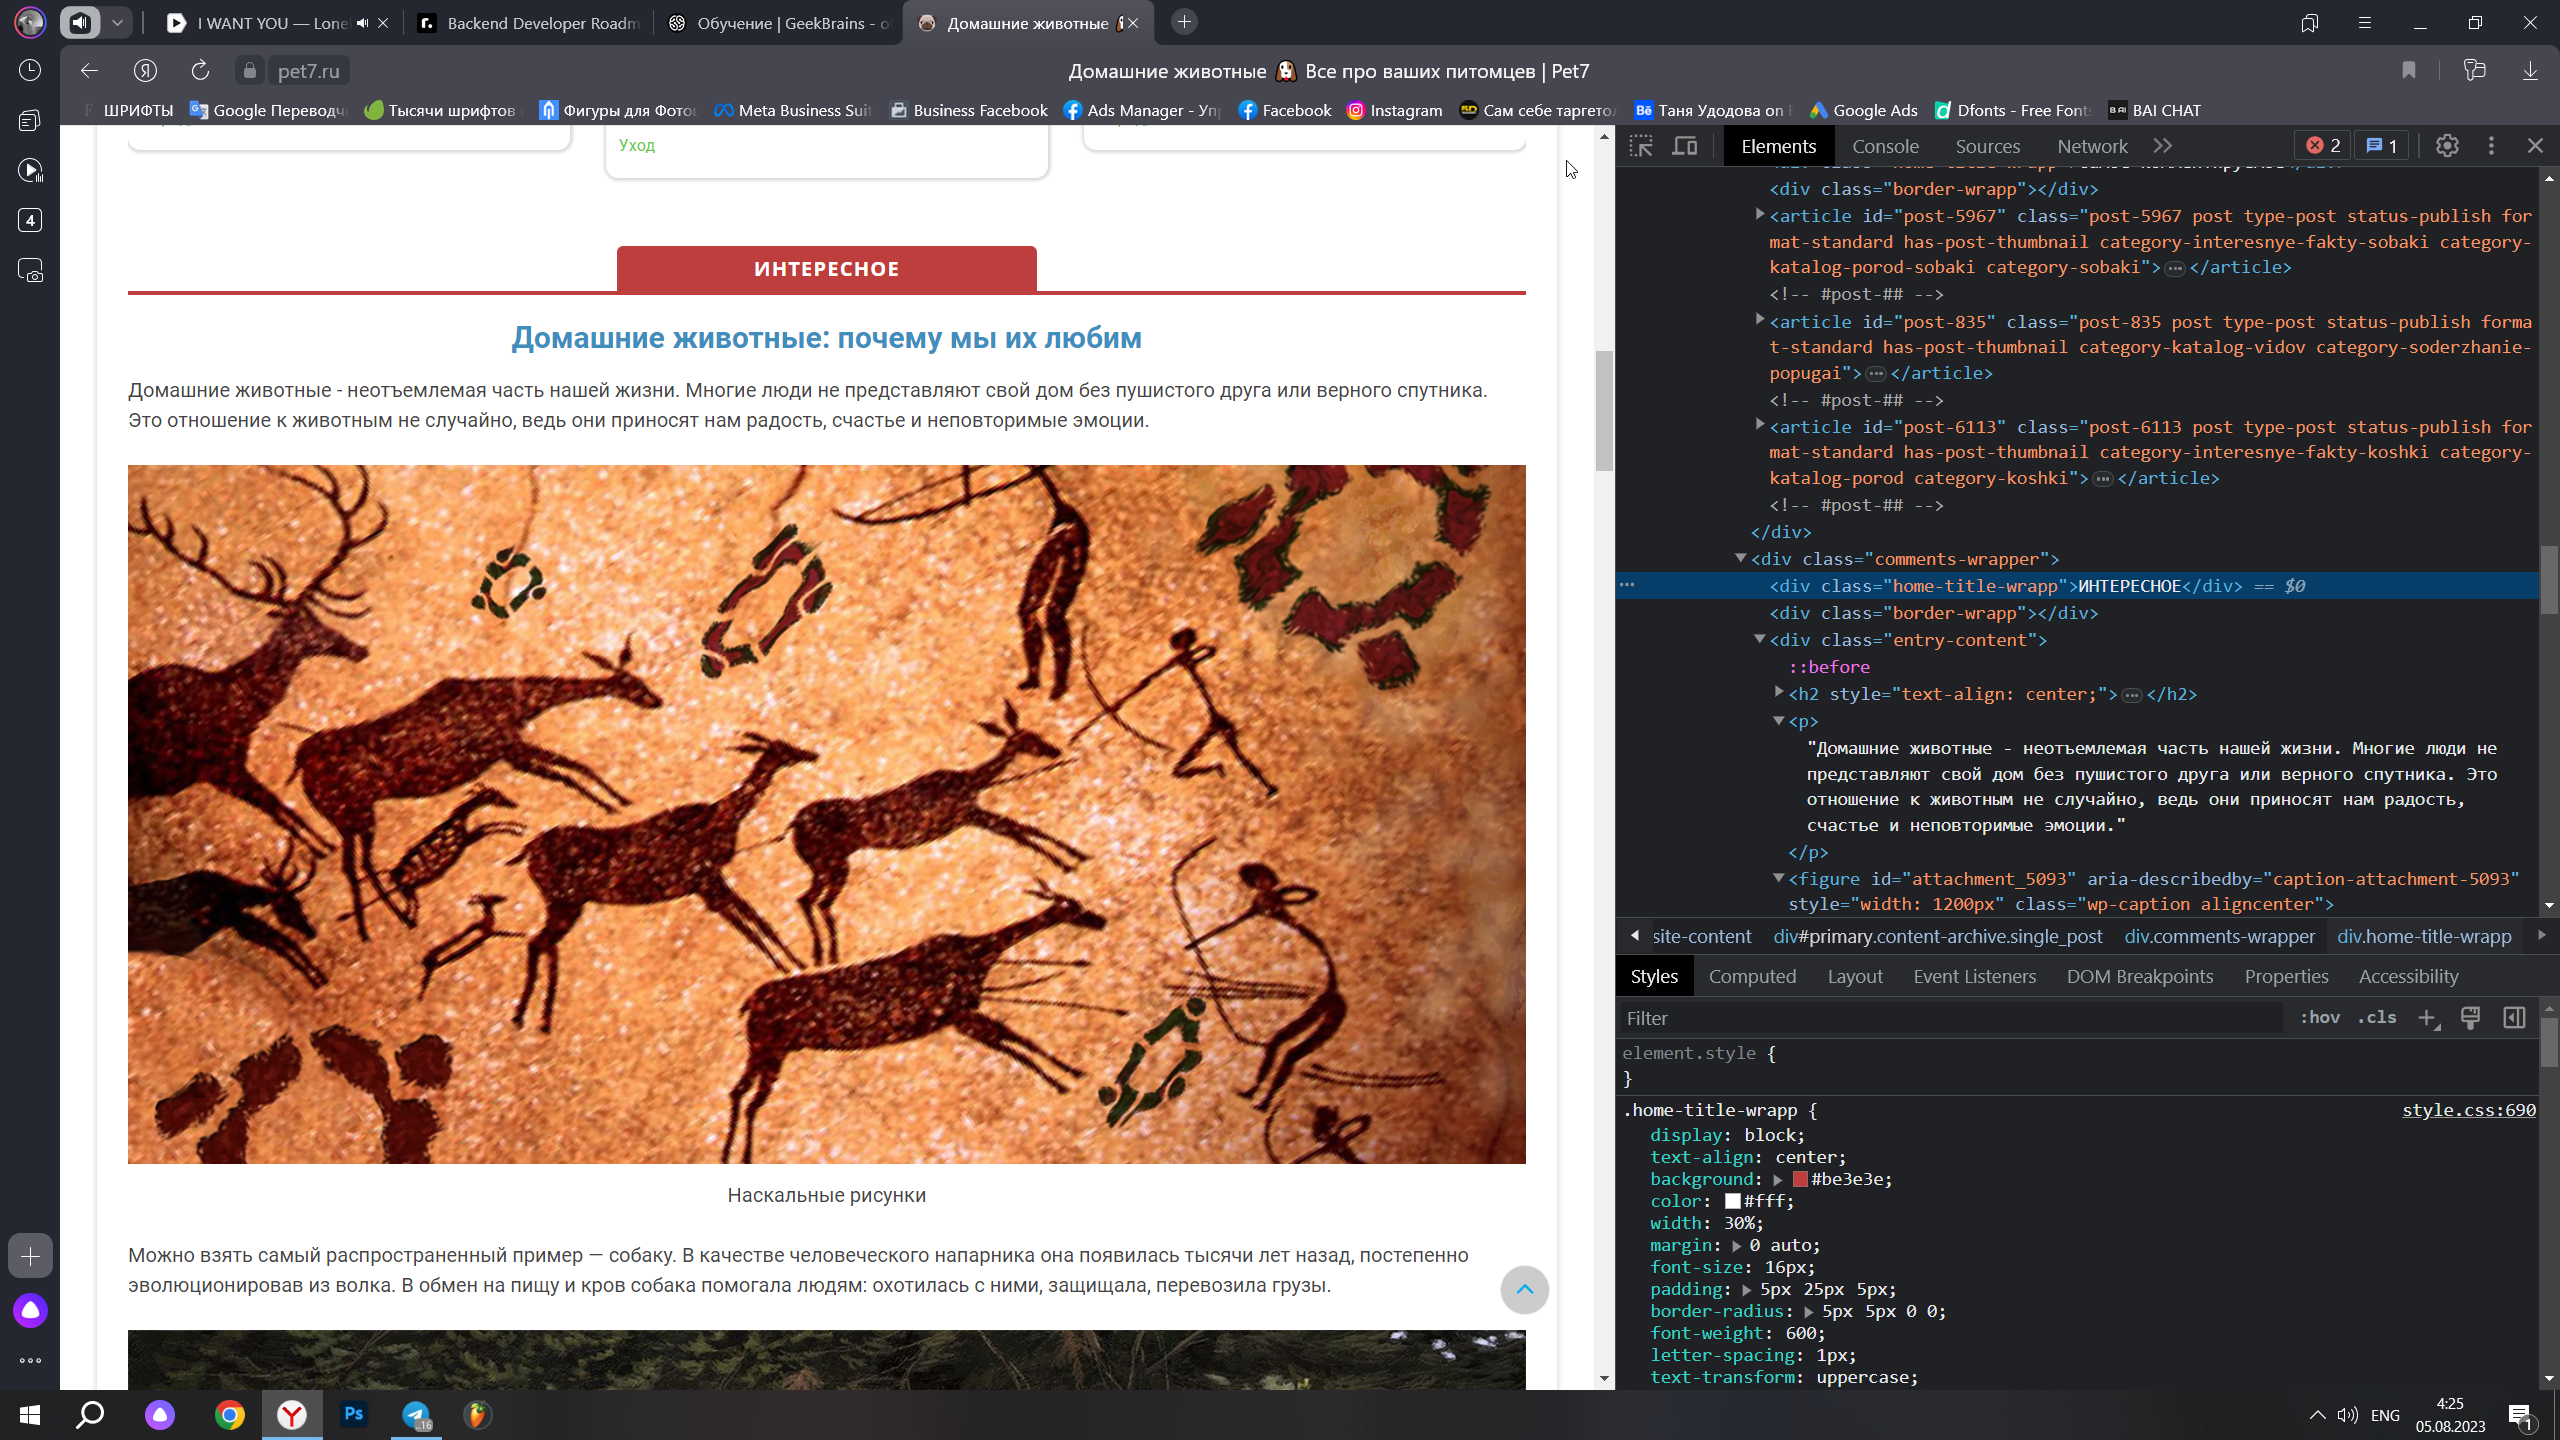 I WANT YOU — Lone
Backend Developer Roadm
Обучение | GeekBrains - о
Домашние животные
pet7.ru
Домашние животные 🐶 Все про ваших питомцев | Pet7
ШРИФТЫ
Google Переводч
Тысячи шрифтов
Фигуры для Фото
Meta Business Suit
Business Facebook
Ads Manager - Уп
Facebook
Instagram
Сам себе таргето
Таня Удодова on
Google Ads
Dfonts - Free Font
BAI CHAT
4
Уход
ИНТЕРЕСНОЕ
Домашние животные: почему мы их любим
Домашние животные - неотъемлемая часть нашей жизни. Многие люди не представляют свой дом без пушистого друга или верного спутника.
Это отношение к животным не случайно, ведь они приносят нам радость, счастье и неповторимые эмоции.
Наскальные рисунки
Можно взять самый распространенный пример — собаку. В качестве человеческого напарника она появилась тысячи лет назад, постепенно
эволюционировав из волка. В обмен на пищу и кров собака помогала людям: охотилась с ними, защищала, перевозила грузы.
Elements
Console
Sources
Network
2
1
<div class="border-wrapp"></div>
<article id="post-5967" class="post-5967 post type-post status-publish for
mat-standard has-post-thumbnail category-interesnye-fakty-sobaki category-
katalog-porod-sobaki category-sobaki">…</article>
<!-- #post-## -->
<article id="post-835" class="post-835 post type-post status-publish forma
t-standard has-post-thumbnail category-katalog-vidov category-soderzhanie-
popugai">…</article>
<!-- #post-## -->
<article id="post-6113" class="post-6113 post type-post status-publish for
mat-standard has-post-thumbnail category-interesnye-fakty-koshki category-
katalog-porod category-koshki">…</article>
<!-- #post-## -->
</div>
<div class="comments-wrapper">
<div class="home-title-wrapp">ИНТЕРЕСНОЕ</div> == $0
<div class="border-wrapp"></div>
<div class="entry-content">
::before
<h2 style="text-align: center;">…</h2>
<p>
"Домашние животные - неотъемлемая часть нашей жизни. Многие люди не
представляют свой дом без пушистого друга или верного спутника. Это
отношение к животным не случайно, ведь они приносят нам радость,
счастье и неповторимые эмоции."
</p>
<figure id="attachment_5093" aria-describedby="caption-attachment-5093"
style="width: 1200px" class="wp-caption aligncenter">
site-content
div#primary.content-archive.single_post
div.comments-wrapper
div.home-title-wrapp
Styles
Computed
Layout
Event Listeners
DOM Breakpoints
Properties
Accessibility
Filter
:hov
.cls
element.style {
}
.home-title-wrapp {
style.css:690
display: block;
text-align: center;
background: #be3e3e;
color: #fff;
width: 30%;
margin: 0 auto;
font-size: 16px;
padding: 5px 25px 5px;
border-radius: 5px 5px 0 0;
font-weight: 600;
letter-spacing: 1px;
text-transform: uppercase;
Ps
..16
ENG
4:25
05.08.2023
1